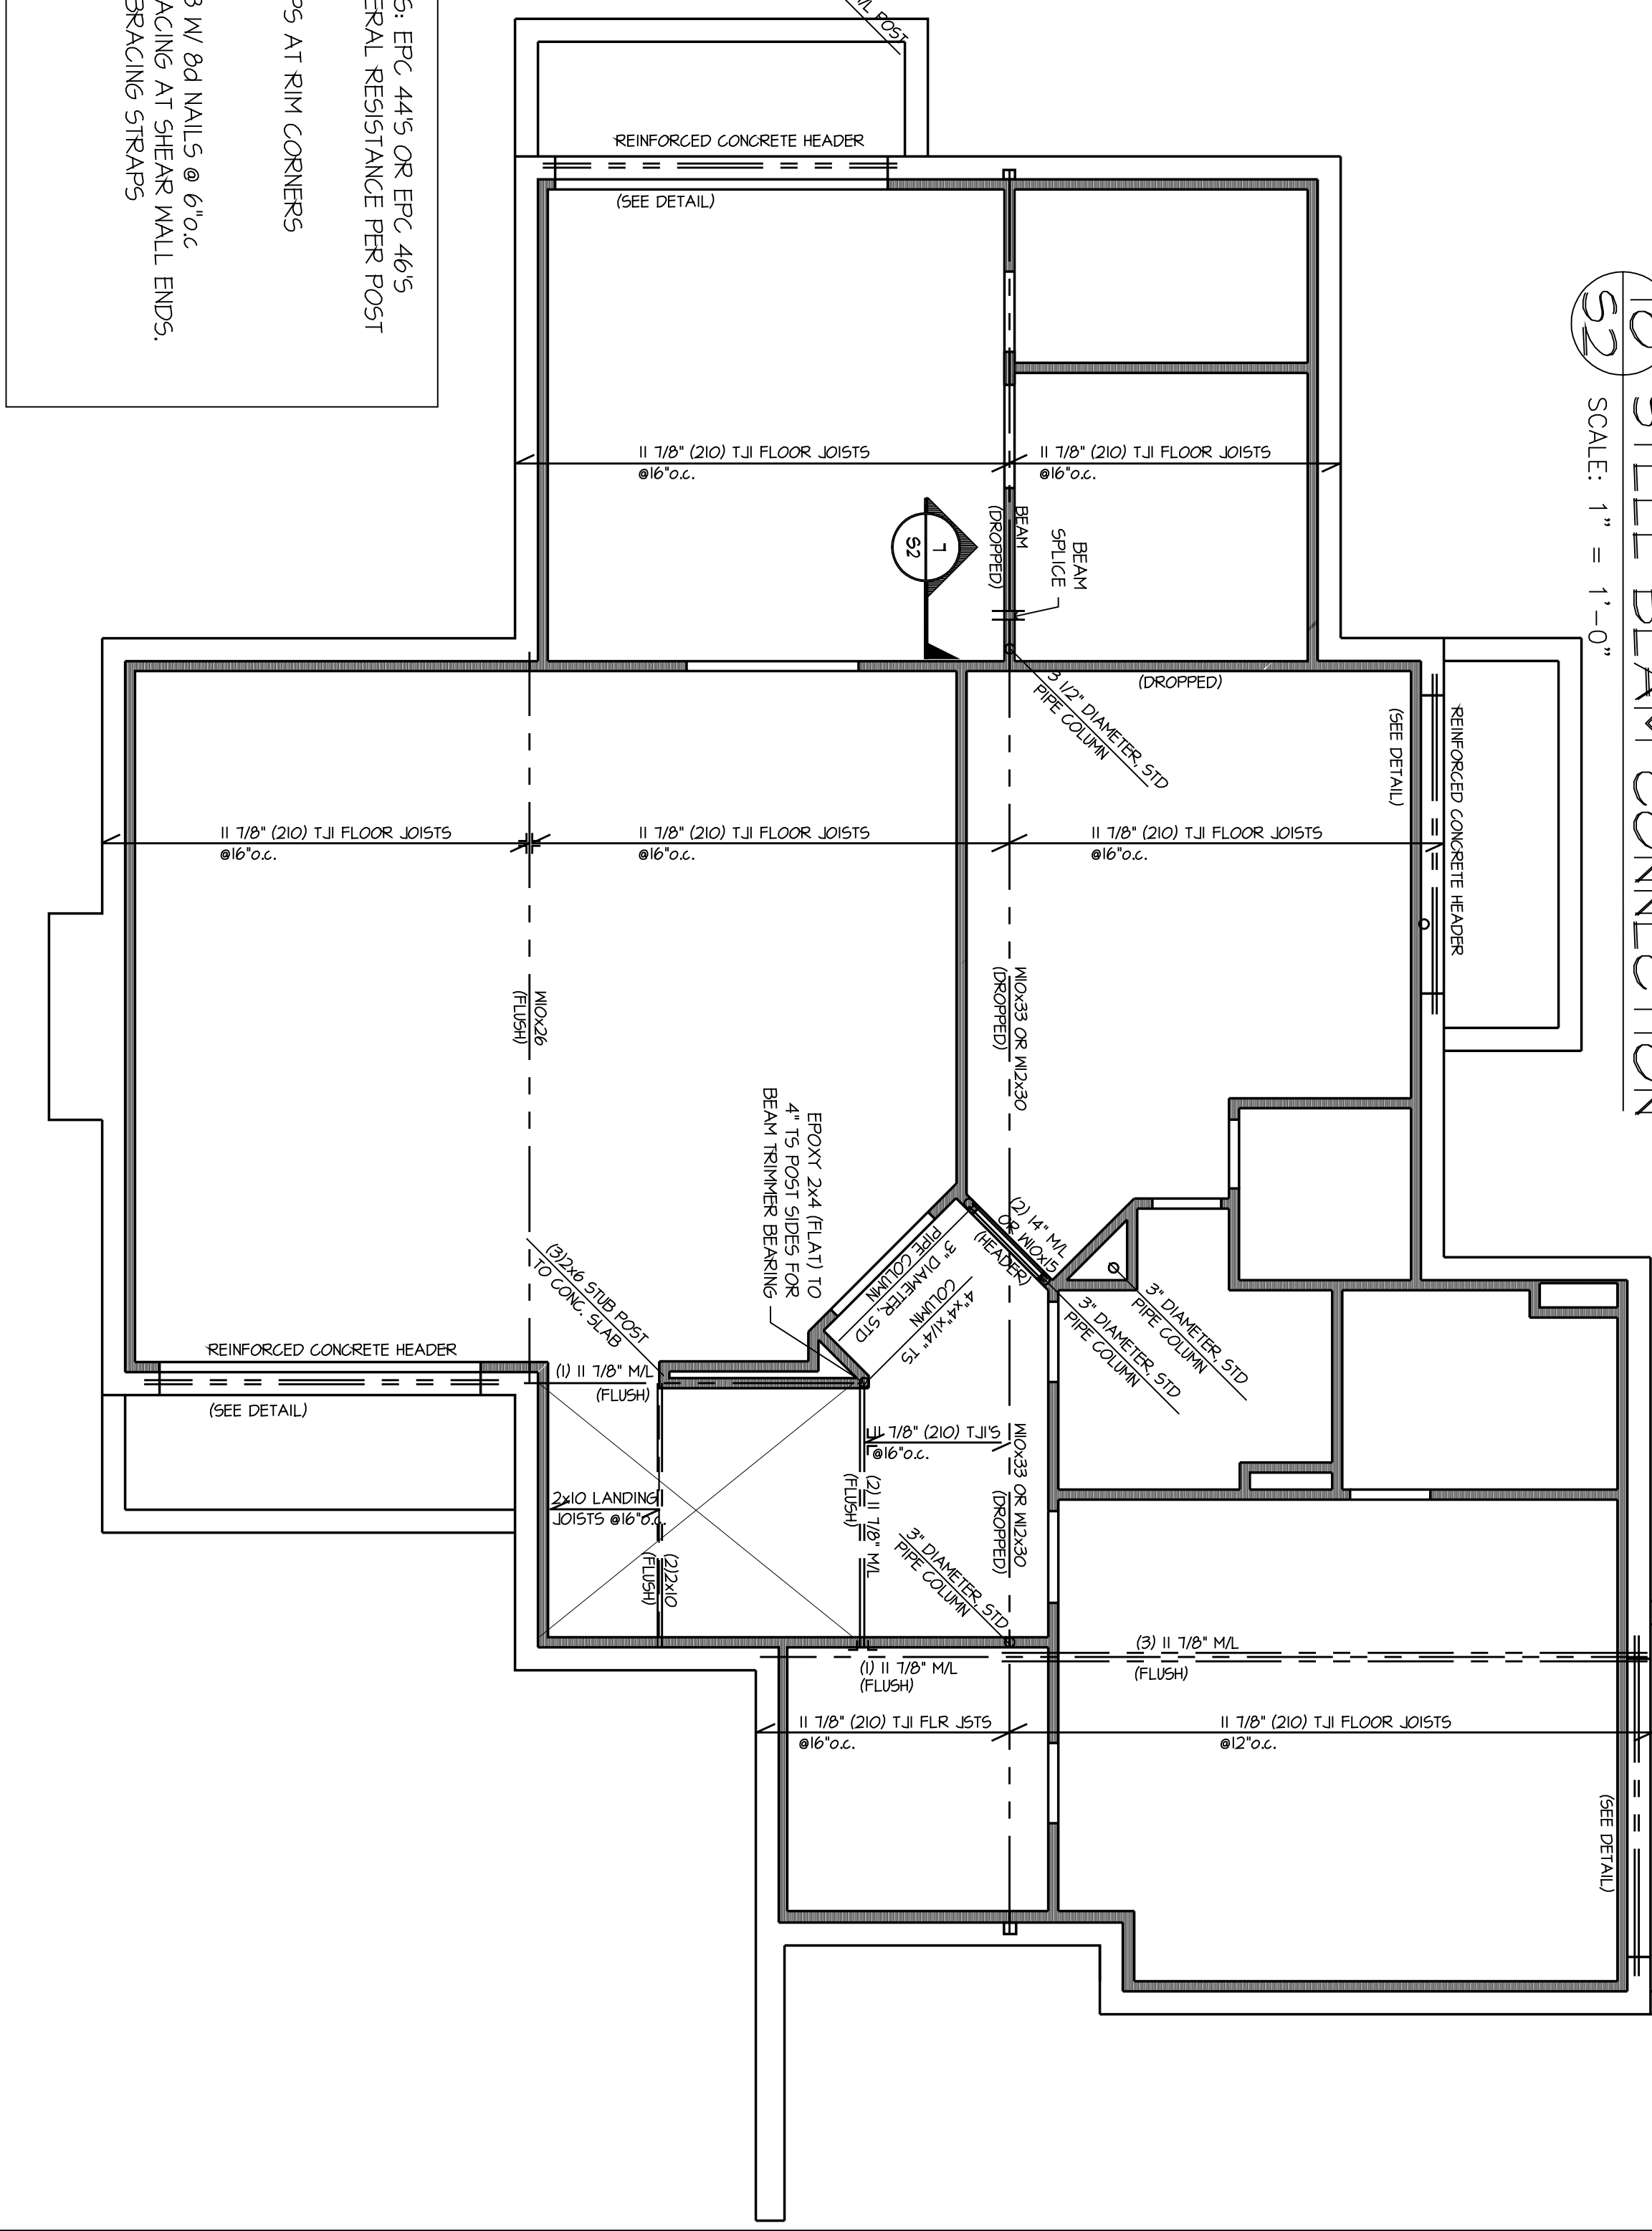 S: EPC 44'S OR EPC 46'S
ERAL RESISTANCE PER POST
PS AT RIM CORNERS
3 W/ 8d NAILS @ 6"o.c
ACING AT SHEAR WALL ENDS.
BRACING STRAPS
POST
REINFORCED CONCRETE HEADER
(SEE DETAIL)
S2
STEEL BEAM CONNECTION
SCALE: 1" = 1'-0"
11 7/8" (210) TJI FLOOR JOISTS
@16"o.c.
11 7/8" (210) TJI FLOOR JOISTS
@16"o.c.
BEAM
(DROPPED)
BEAM
SPLICE
7
S2
3 1/2" DIAMETER, STD
PIPE COLUMN
(DROPPED)
(SEE DETAIL)
REINFORCED CONCRETE HEADER
11 7/8" (210) TJI FLOOR JOISTS
@16"o.c.
11 7/8" (210) TJI FLOOR JOISTS
@16"o.c.
11 7/8" (210) TJI FLOOR JOISTS
@16"o.c.
W10x26
(FLUSH)
W10x33 OR W12x30
(DROPPED)
EPOXY 2x4 (FLAT) TO
4" TS POST SIDES FOR
BEAM TRIMMER BEARING
(2) 14" M/L
OR W10x15
(HEADER)
3" DIAMETER, STD
PIPE COLUMN
4"x4"x1/4" TS
COLUMN
3" DIAMETER, STD
PIPE COLUMN
3" DIAMETER, STD
PIPE COLUMN
(3)2x6 STUB POST
TO CONC. SLAB
REINFORCED CONCRETE HEADER
(SEE DETAIL)
(1) 11 7/8" M/L
(FLUSH)
11 7/8" (210) TJI'S
@16"o.c.
2x10 LANDING
JOISTS @16"o.c.
(2)2x10
(FLUSH)
(2) 11 7/8" M/L
(FLUSH)
W10x33 OR W12x30
(DROPPED)
3" DIAMETER, STD
PIPE COLUMN
(3) 11 7/8" M/L
(FLUSH)
(1) 11 7/8" M/L
(FLUSH)
11 7/8" (210) TJI FLR JSTS
@16"o.c.
11 7/8" (210) TJI FLOOR JOISTS
@12"o.c.
(SEE DETAIL)